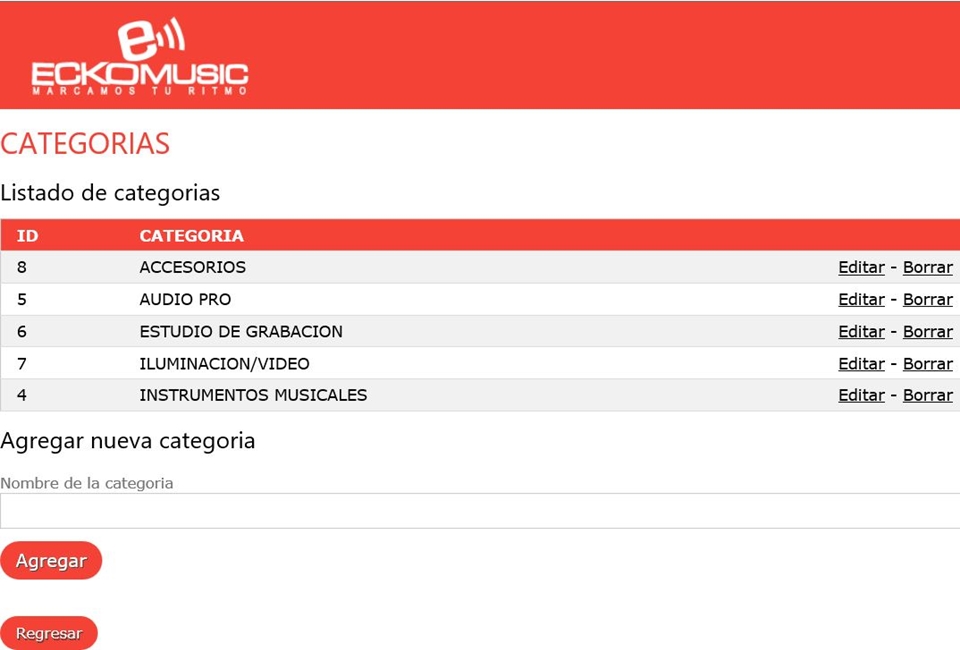 ECKOMUSIC
MARCAMOS TU RITMO
CATEGORIAS
Listado de categorias
ID CATEGORIA
8 ACCESORIOS Editar - Borrar
5 AUDIO PRO Editar - Borrar
6 ESTUDIO DE GRABACION Editar - Borrar
7 ILUMINACION/VIDEO Editar - Borrar
4 INSTRUMENTOS MUSICALES Editar - Borrar
Agregar nueva categoria
Nombre de la categoria
Agregar
Regresar